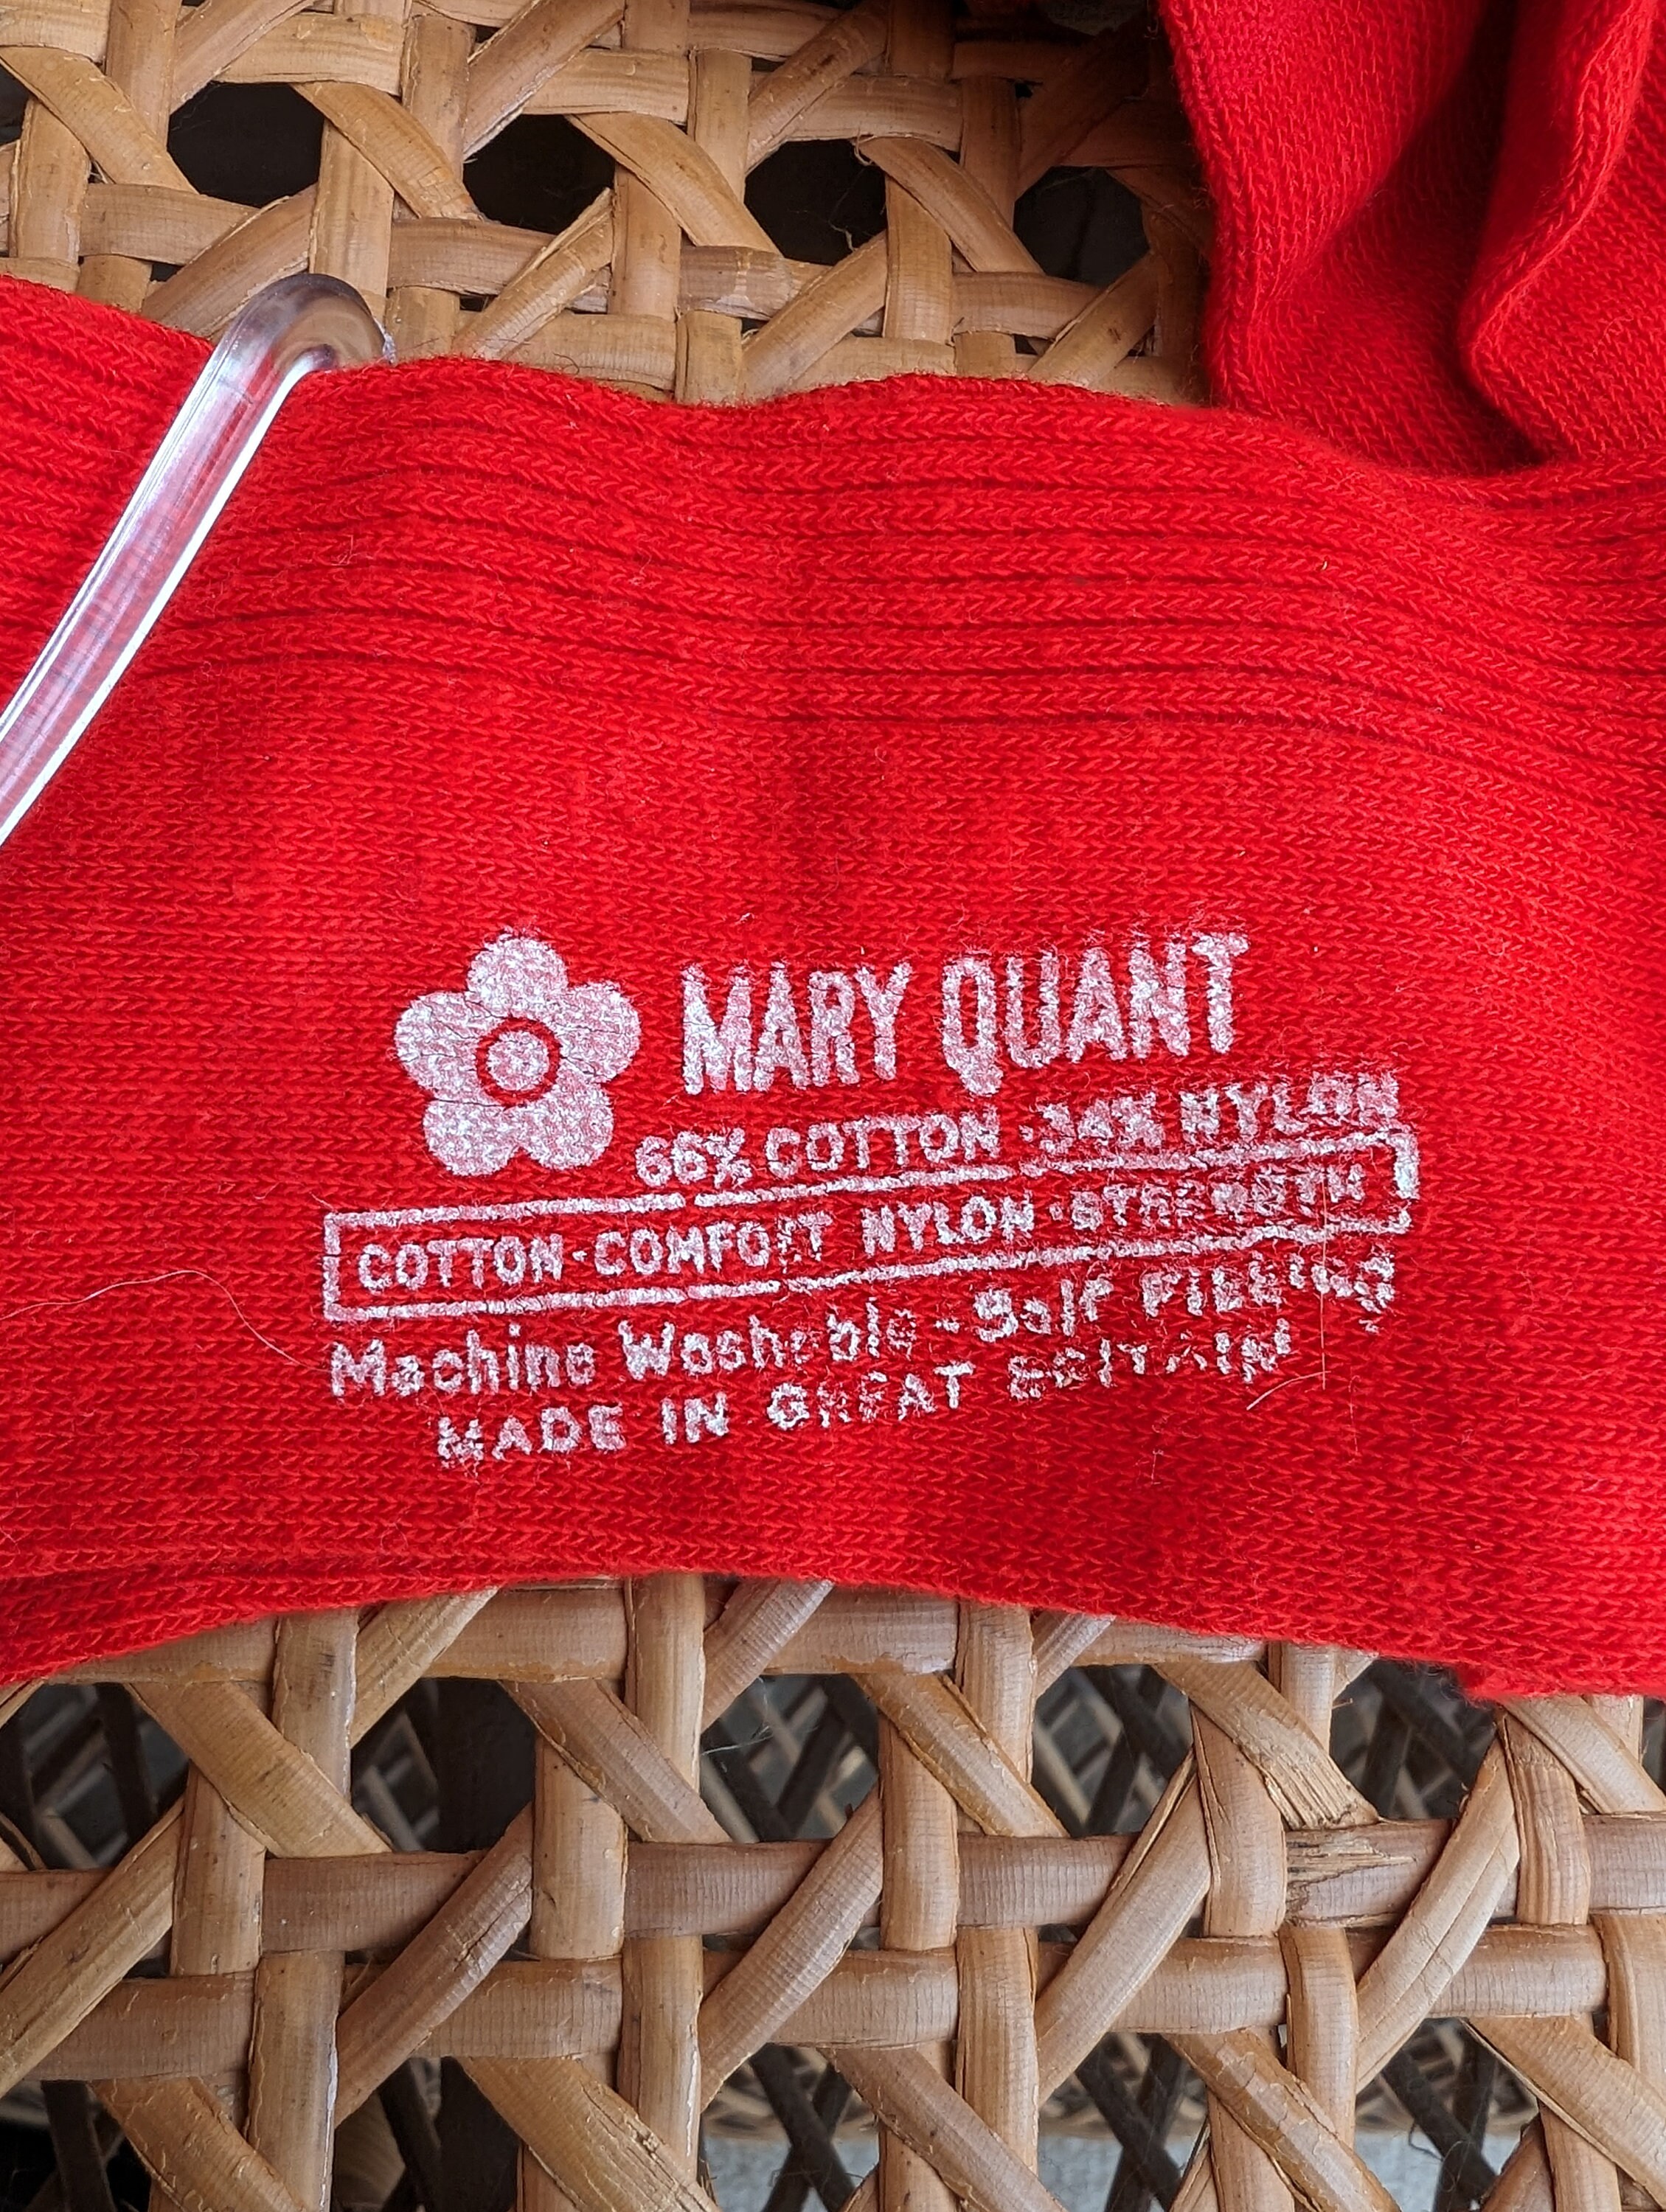 MARY QUANT
66% COTTON · 34% NYLON
COTTON-COMFORT NYLON-STRENGTH
Machine Washable - Self FITTING
MADE IN GREAT BRITAIN